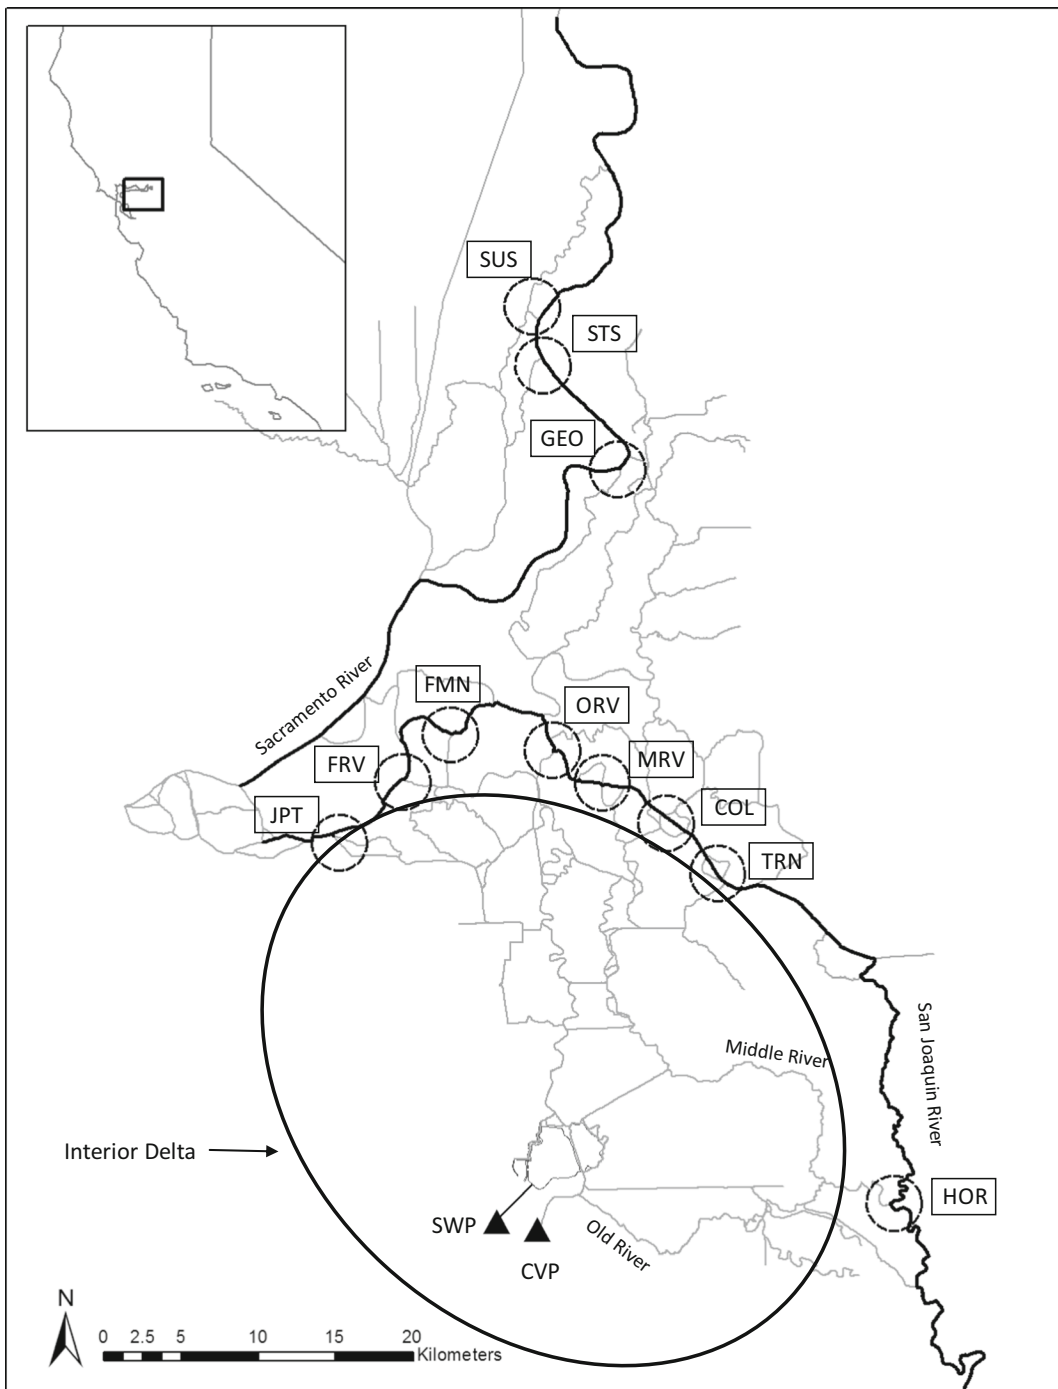 SUS
STS
GEO
Sacramento River
FMN
ORV
FRV
MRV
JPT
COL
TRN
San Joaquin River
Middle River
Interior Delta
HOR
SWP
Old River
CVP
N
0 2.5 5 10 15 20
Kilometers